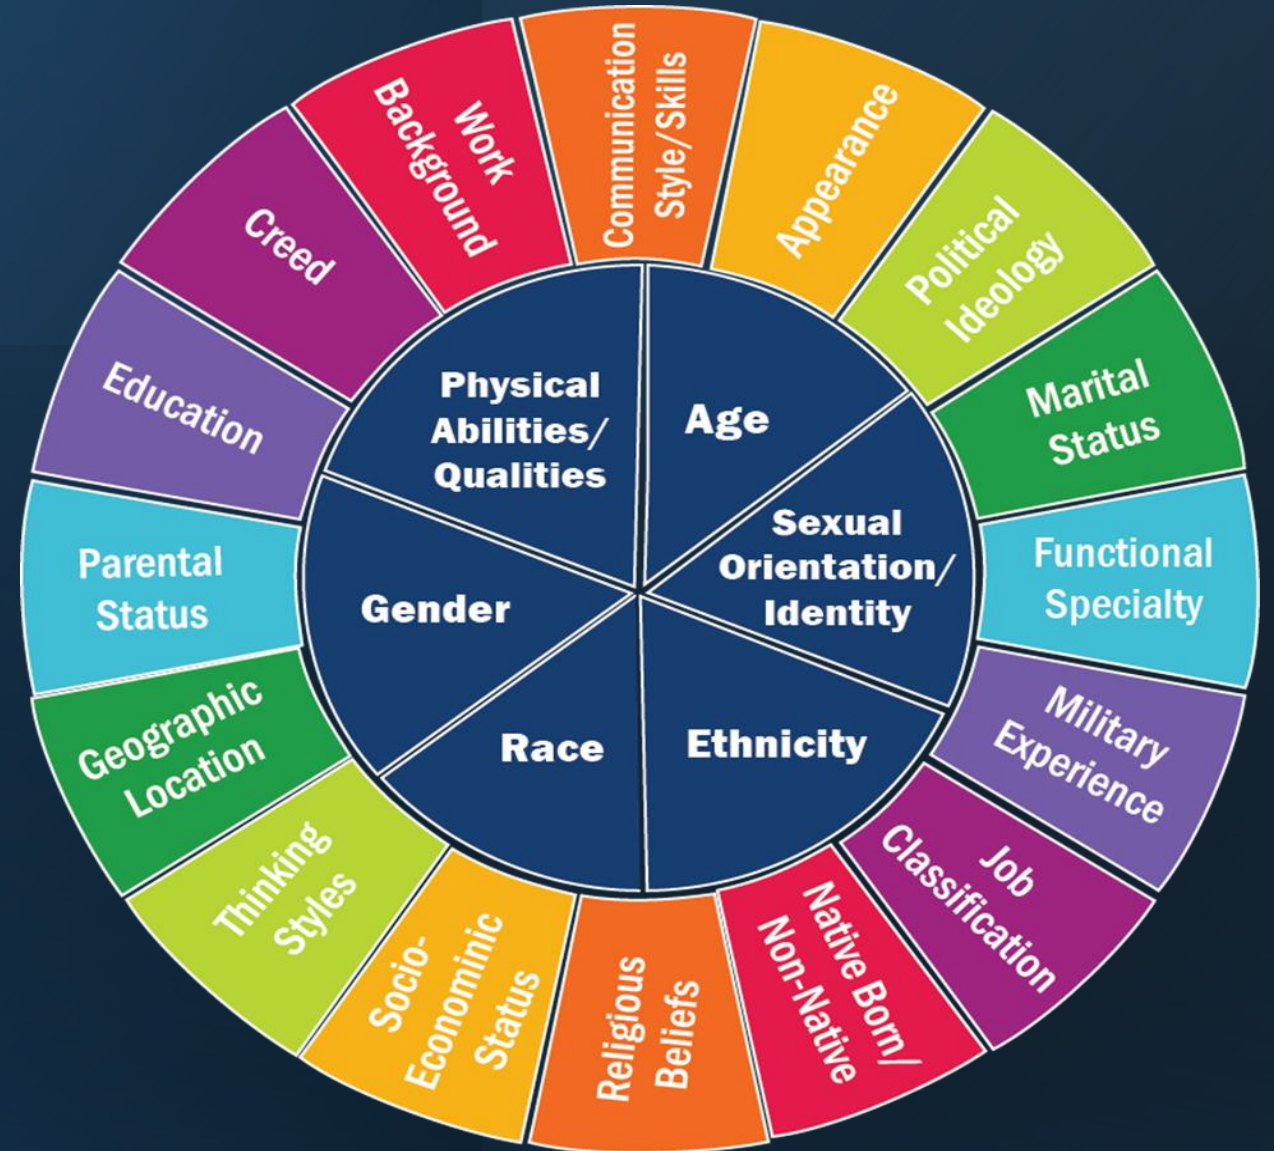 Communication
Style/Skills
Appearance
Political
Ideology
Marital
Status
Functional
Specialty
Military
Experience
Job
Classification
Native Born/
Non-Native
Religious
Beliefs
Socio-
Econominic
Status
Thinking
Styles
Geographic
Location
Parental
Status
Education
Creed
Work
Background
Physical
Abilities/
Qualities
Age
Sexual
Orientation/
Identity
Ethnicity
Race
Gender